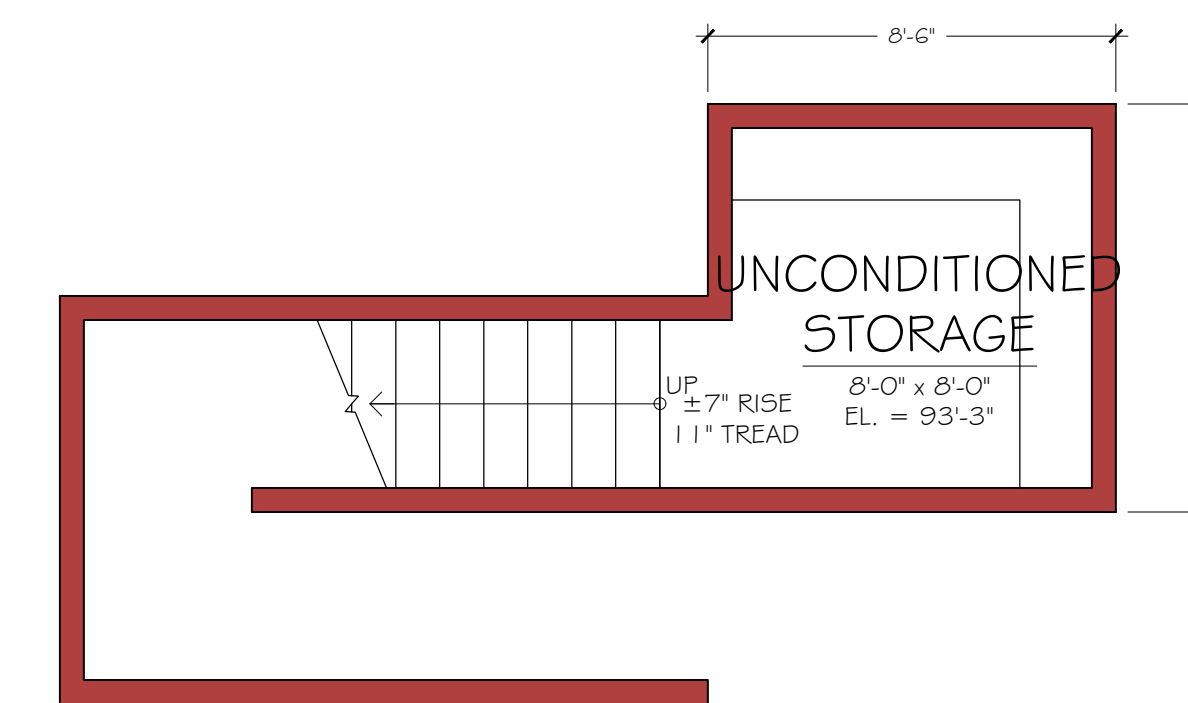 8'-6"
UNCONDITIONED
STORAGE
8'-0" x 8'-0"
EL. = 93'-3"
UP
±7" RISE
11" TREAD